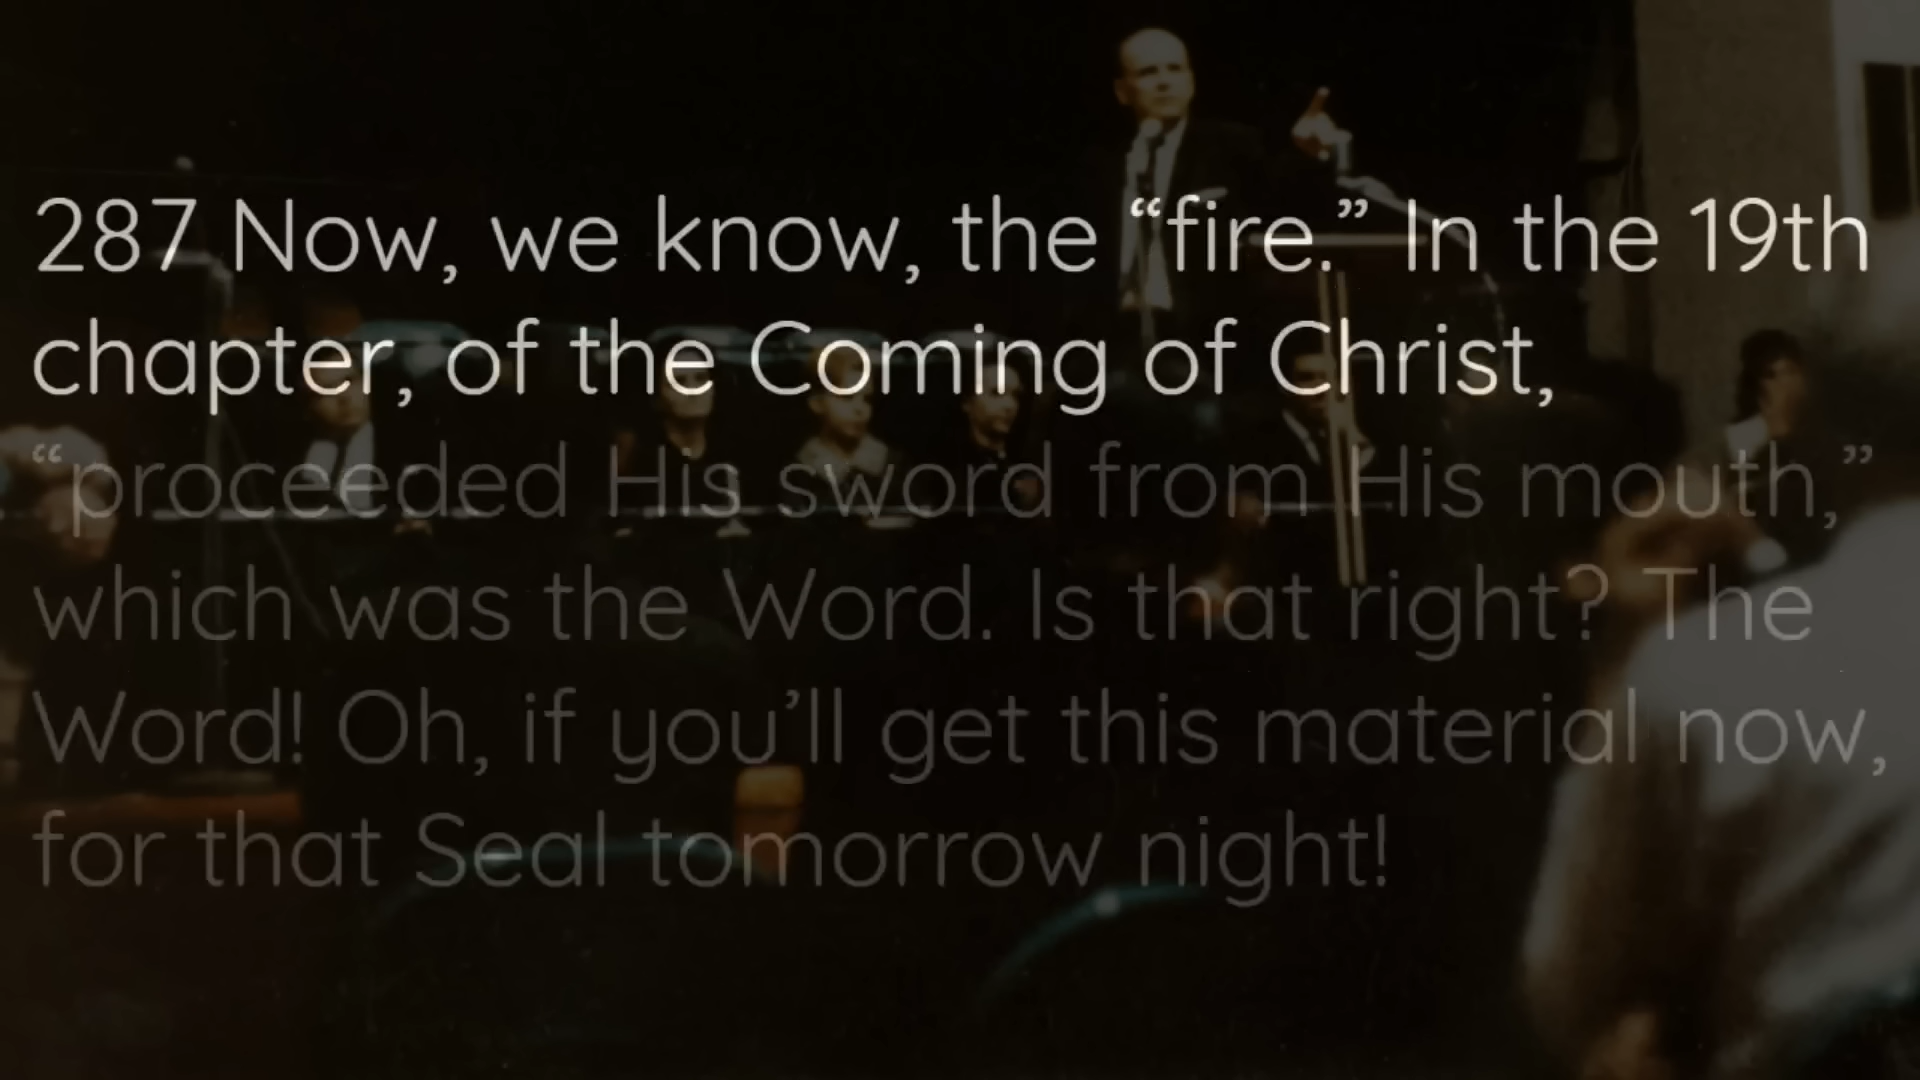 287 Now, we know, the “fire.” In the 19th
chapter, of the Coming of Christ,
“proceeded His sword from His mouth,”
which was the Word. Is that right? The
Word! Oh, if you’ll get this material now,
for that Seal tomorrow night!